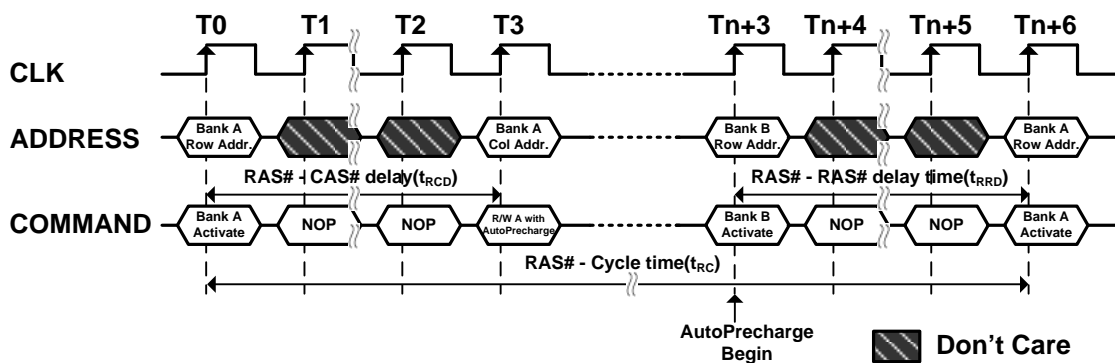 T0 T1 T2 T3 Tn+3 Tn+4 Tn+5 Tn+6
CLK
ADDRESS
Bank A
Row Addr.
Bank A
Col Addr.
Bank B
Row Addr.
Bank A
Row Addr.
RAS# - CAS# delay(tRCD)
RAS# - RAS# delay time(tRRD)
COMMAND
Bank A
Activate
NOP
NOP
R/W A with
AutoPrecharge
Bank B
Activate
NOP
NOP
Bank A
Activate
RAS# - Cycle time(tRC)
AutoPrecharge
Begin
Don't Care